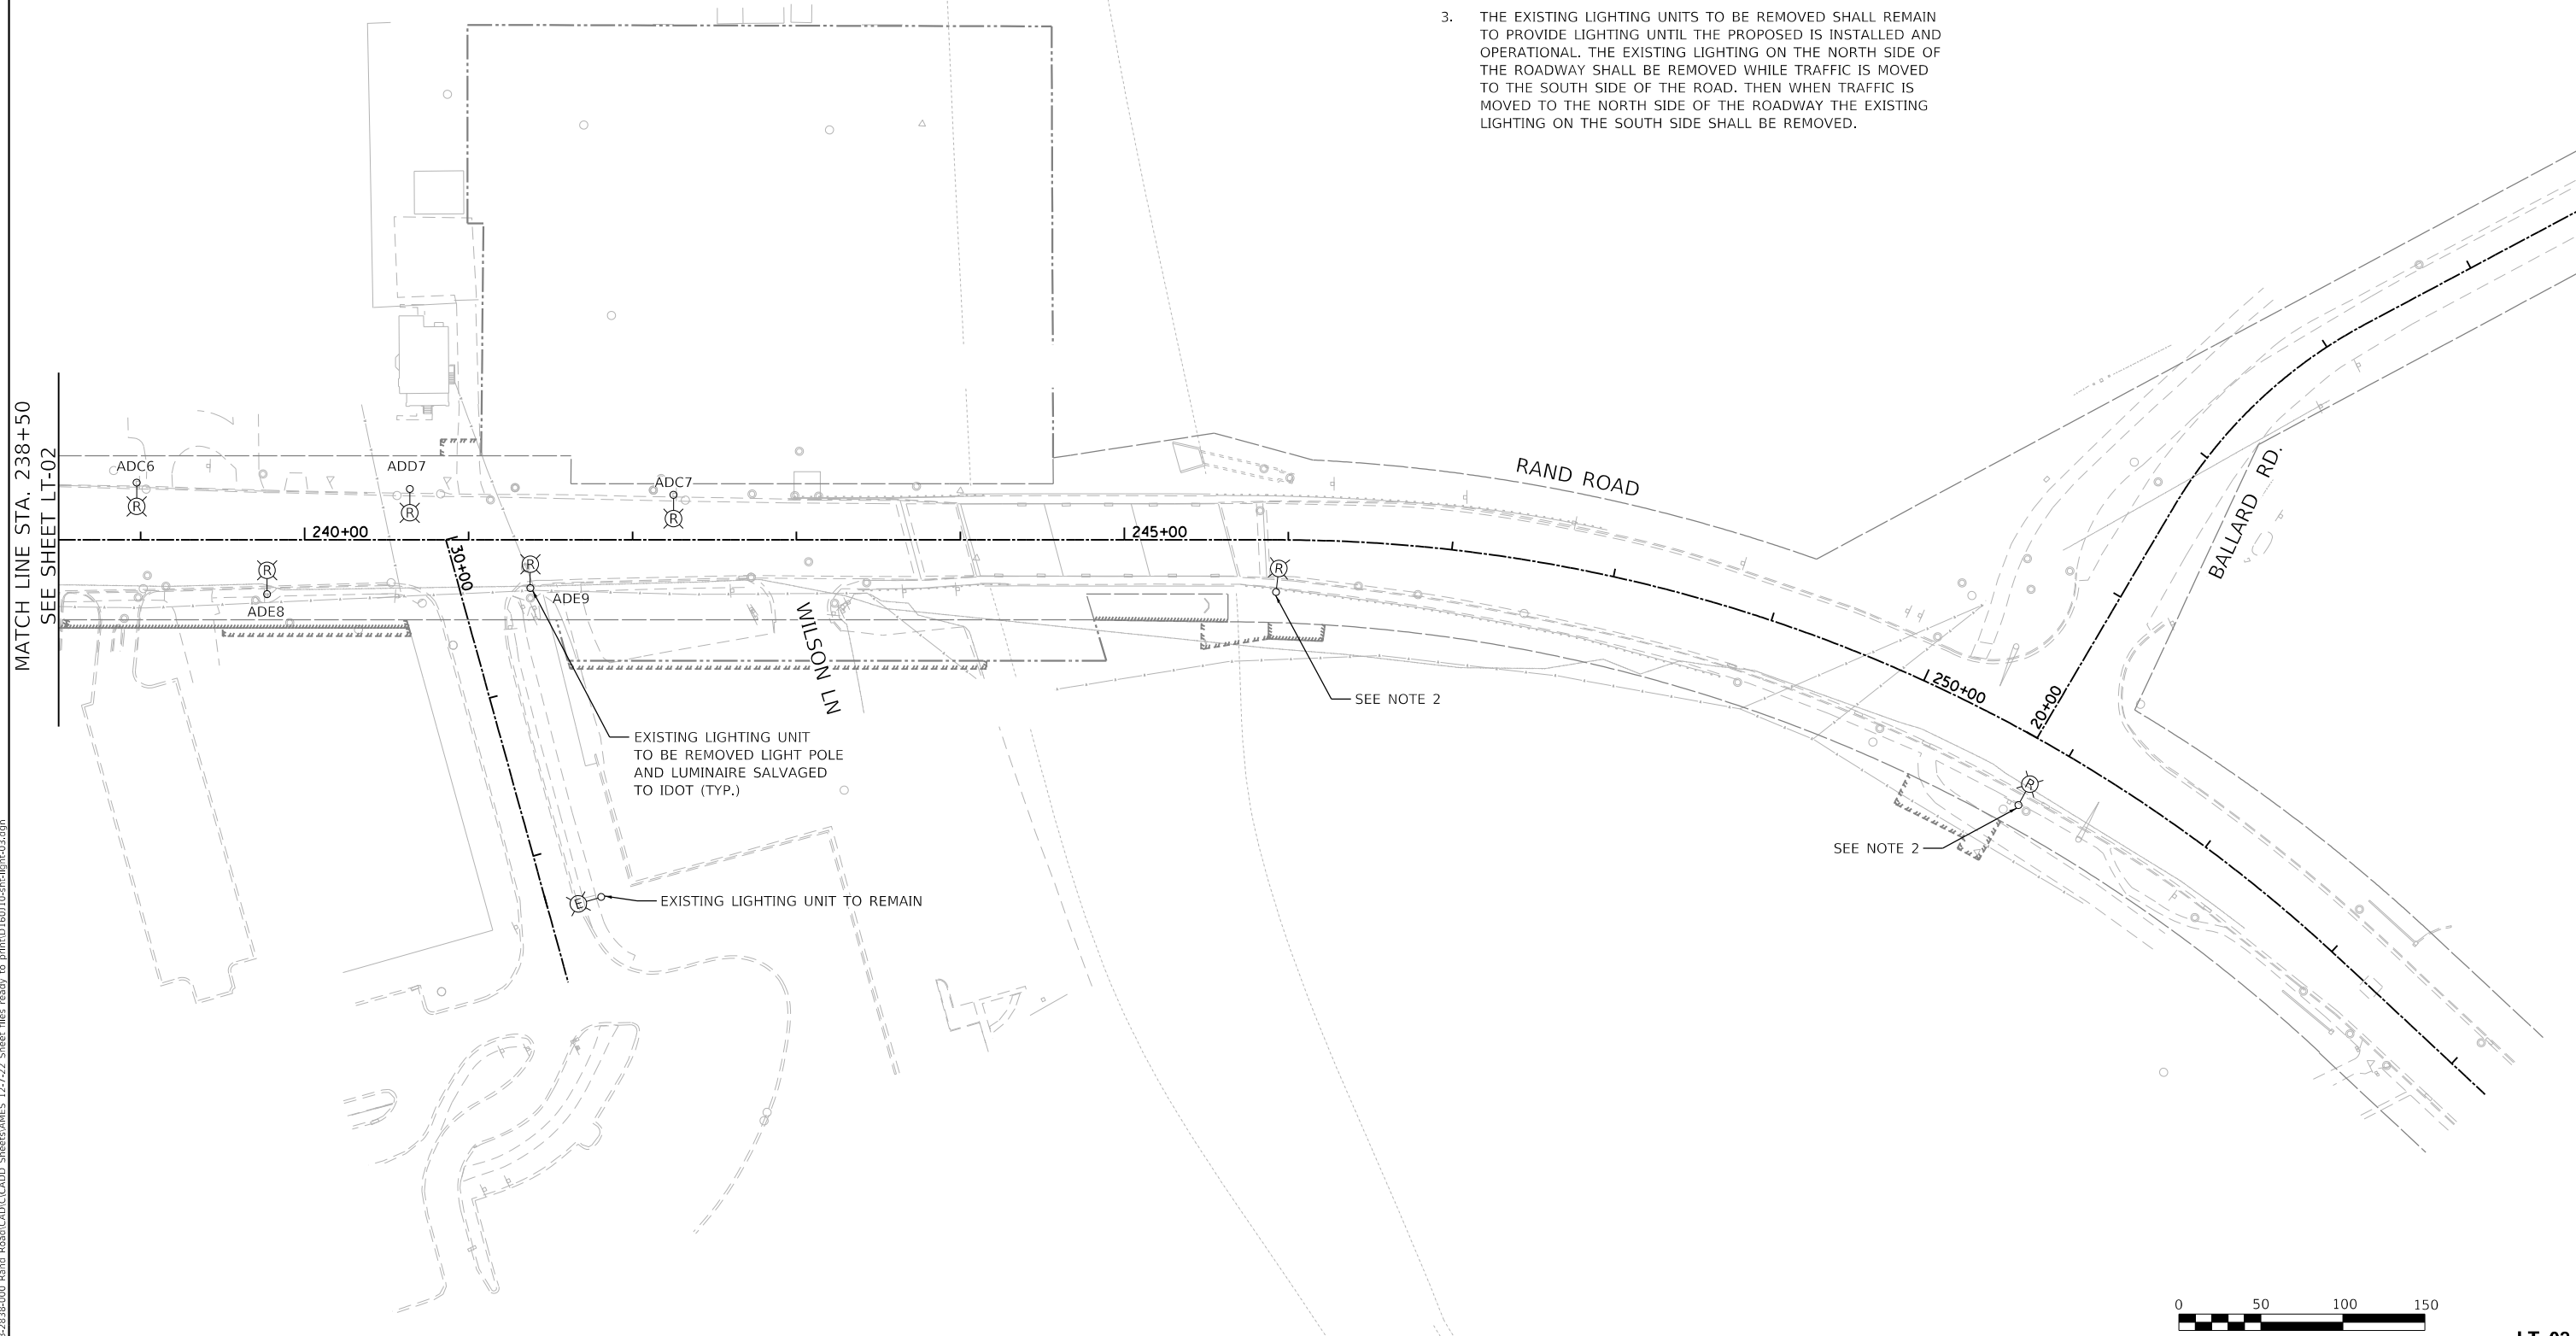 3. THE EXISTING LIGHTING UNITS TO BE REMOVED SHALL REMAIN
TO PROVIDE LIGHTING UNTIL THE PROPOSED IS INSTALLED AND
OPERATIONAL. THE EXISTING LIGHTING ON THE NORTH SIDE OF
THE ROADWAY SHALL BE REMOVED WHILE TRAFFIC IS MOVED
TO THE SOUTH SIDE OF THE ROAD. THEN WHEN TRAFFIC IS
MOVED TO THE NORTH SIDE OF THE ROADWAY THE EXISTING
LIGHTING ON THE SOUTH SIDE SHALL BE REMOVED.
MATCH LINE STA. 238+50
SEE SHEET LT-02
ADC6
R
ADD7
R
ADC7
R
RAND ROAD
BALLARD RD.
240+00
245+00
30+00
R
ADE8
R
ADE9
R
WILSON LN
SEE NOTE 2
250+00
20+00
EXISTING LIGHTING UNIT
TO BE REMOVED LIGHT POLE
AND LUMINAIRE SALVAGED
TO IDOT (TYP.)
R
SEE NOTE 2
E
EXISTING LIGHTING UNIT TO REMAIN
0 50 100 150